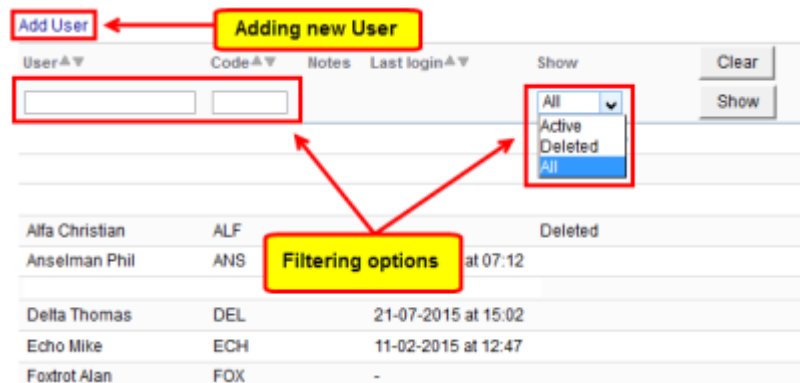 Add User
Adding new User
User Code Notes Last login Show Clear
All Show
Active
Deleted
All
Alfa Christian ALF Deleted
Anselman Phil ANS at 07:12
Filtering options
Delta Thomas DEL 21-07-2015 at 15:02
Echo Mike ECH 11-02-2015 at 12:47
Foxtrot Alan FOX -